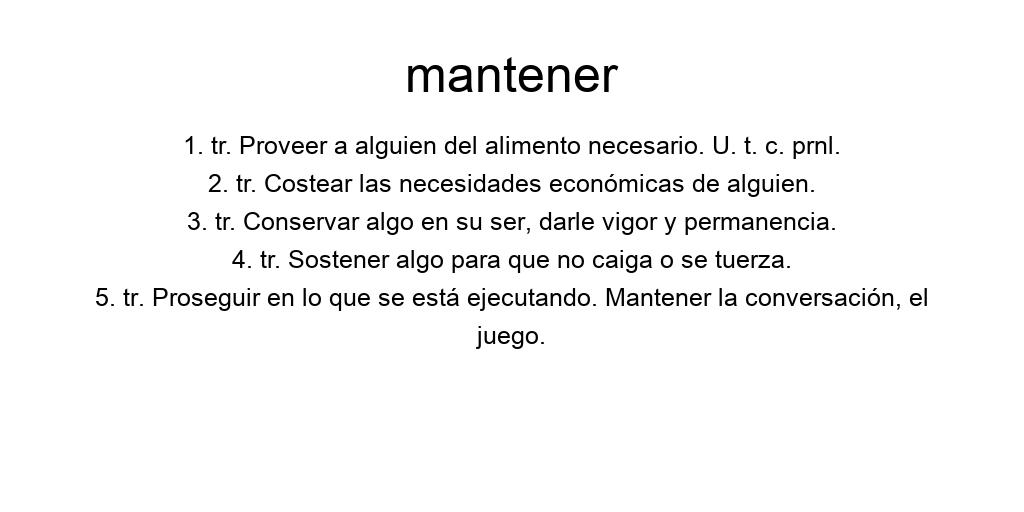 mantener
1. tr. Proveer a alguien del alimento necesario. U. t. c. prnl.
2. tr. Costear las necesidades económicas de alguien.
3. tr. Conservar algo en su ser, darle vigor y permanencia.
4. tr. Sostener algo para que no caiga o se tuerza.
5. tr. Proseguir en lo que se está ejecutando. Mantener la conversación, el
juego.